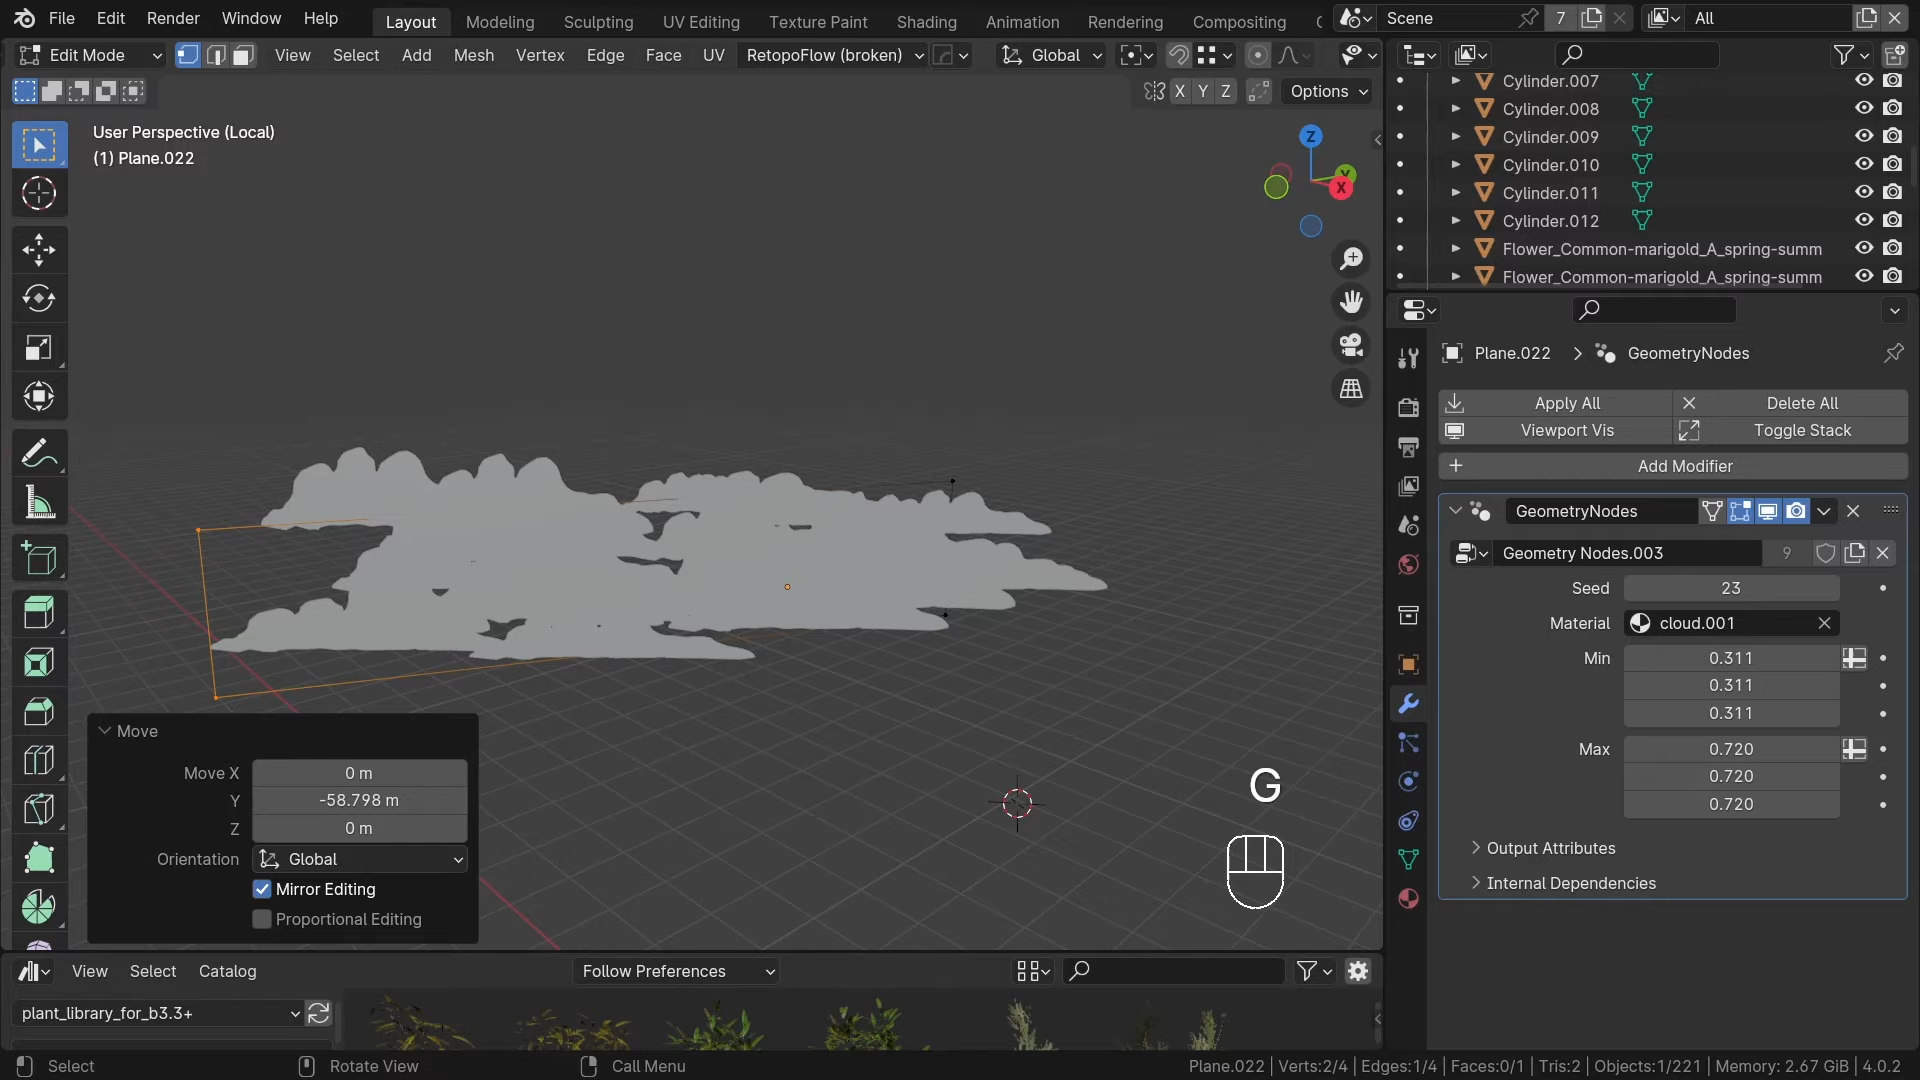 File Edit Render Window Help Layout Modeling Sculpting UV Editing Texture Paint Shading Animation Rendering Compositing Scene 7 All
Edit Mode View Select Add Mesh Vertex Edge Face UV RetopoFlow (broken) Global
X Y Z Options
User Perspective (Local)
(1) Plane.022
Z
Y
X
Move
Move X 0 m
Y -58.798 m
Z 0 m
Orientation Global
Mirror Editing
Proportional Editing
G
Cylinder.007
Cylinder.008
Cylinder.009
Cylinder.010
Cylinder.011
Cylinder.012
Flower_Common-marigold_A_spring-summ
Flower_Common-marigold_A_spring-summ
Plane.022 GeometryNodes
Apply All Delete All
Viewport Vis Toggle Stack
Add Modifier
GeometryNodes
Geometry Nodes.003 9
Seed 23
Material cloud.001
Min 0.311
0.311
0.311
Max 0.720
0.720
0.720
Output Attributes
Internal Dependencies
View Select Catalog Follow Preferences
plant_library_for_b3.3+
Select Rotate View Call Menu Plane.022 | Verts:2/4 | Edges:1/4 | Faces:0/1 | Tris:2 | Objects:1/221 | Memory: 2.67 GiB | 4.0.2